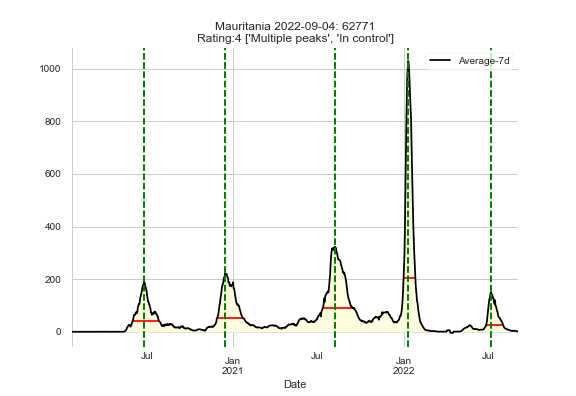 Mauritania 2022-09-04: 62771
Rating:4 ['Multiple peaks', 'In control']
Average-7d
1000
800
600
400
200
0
Jul
Jan
2021
Jul
Jan
2022
Jul
Date